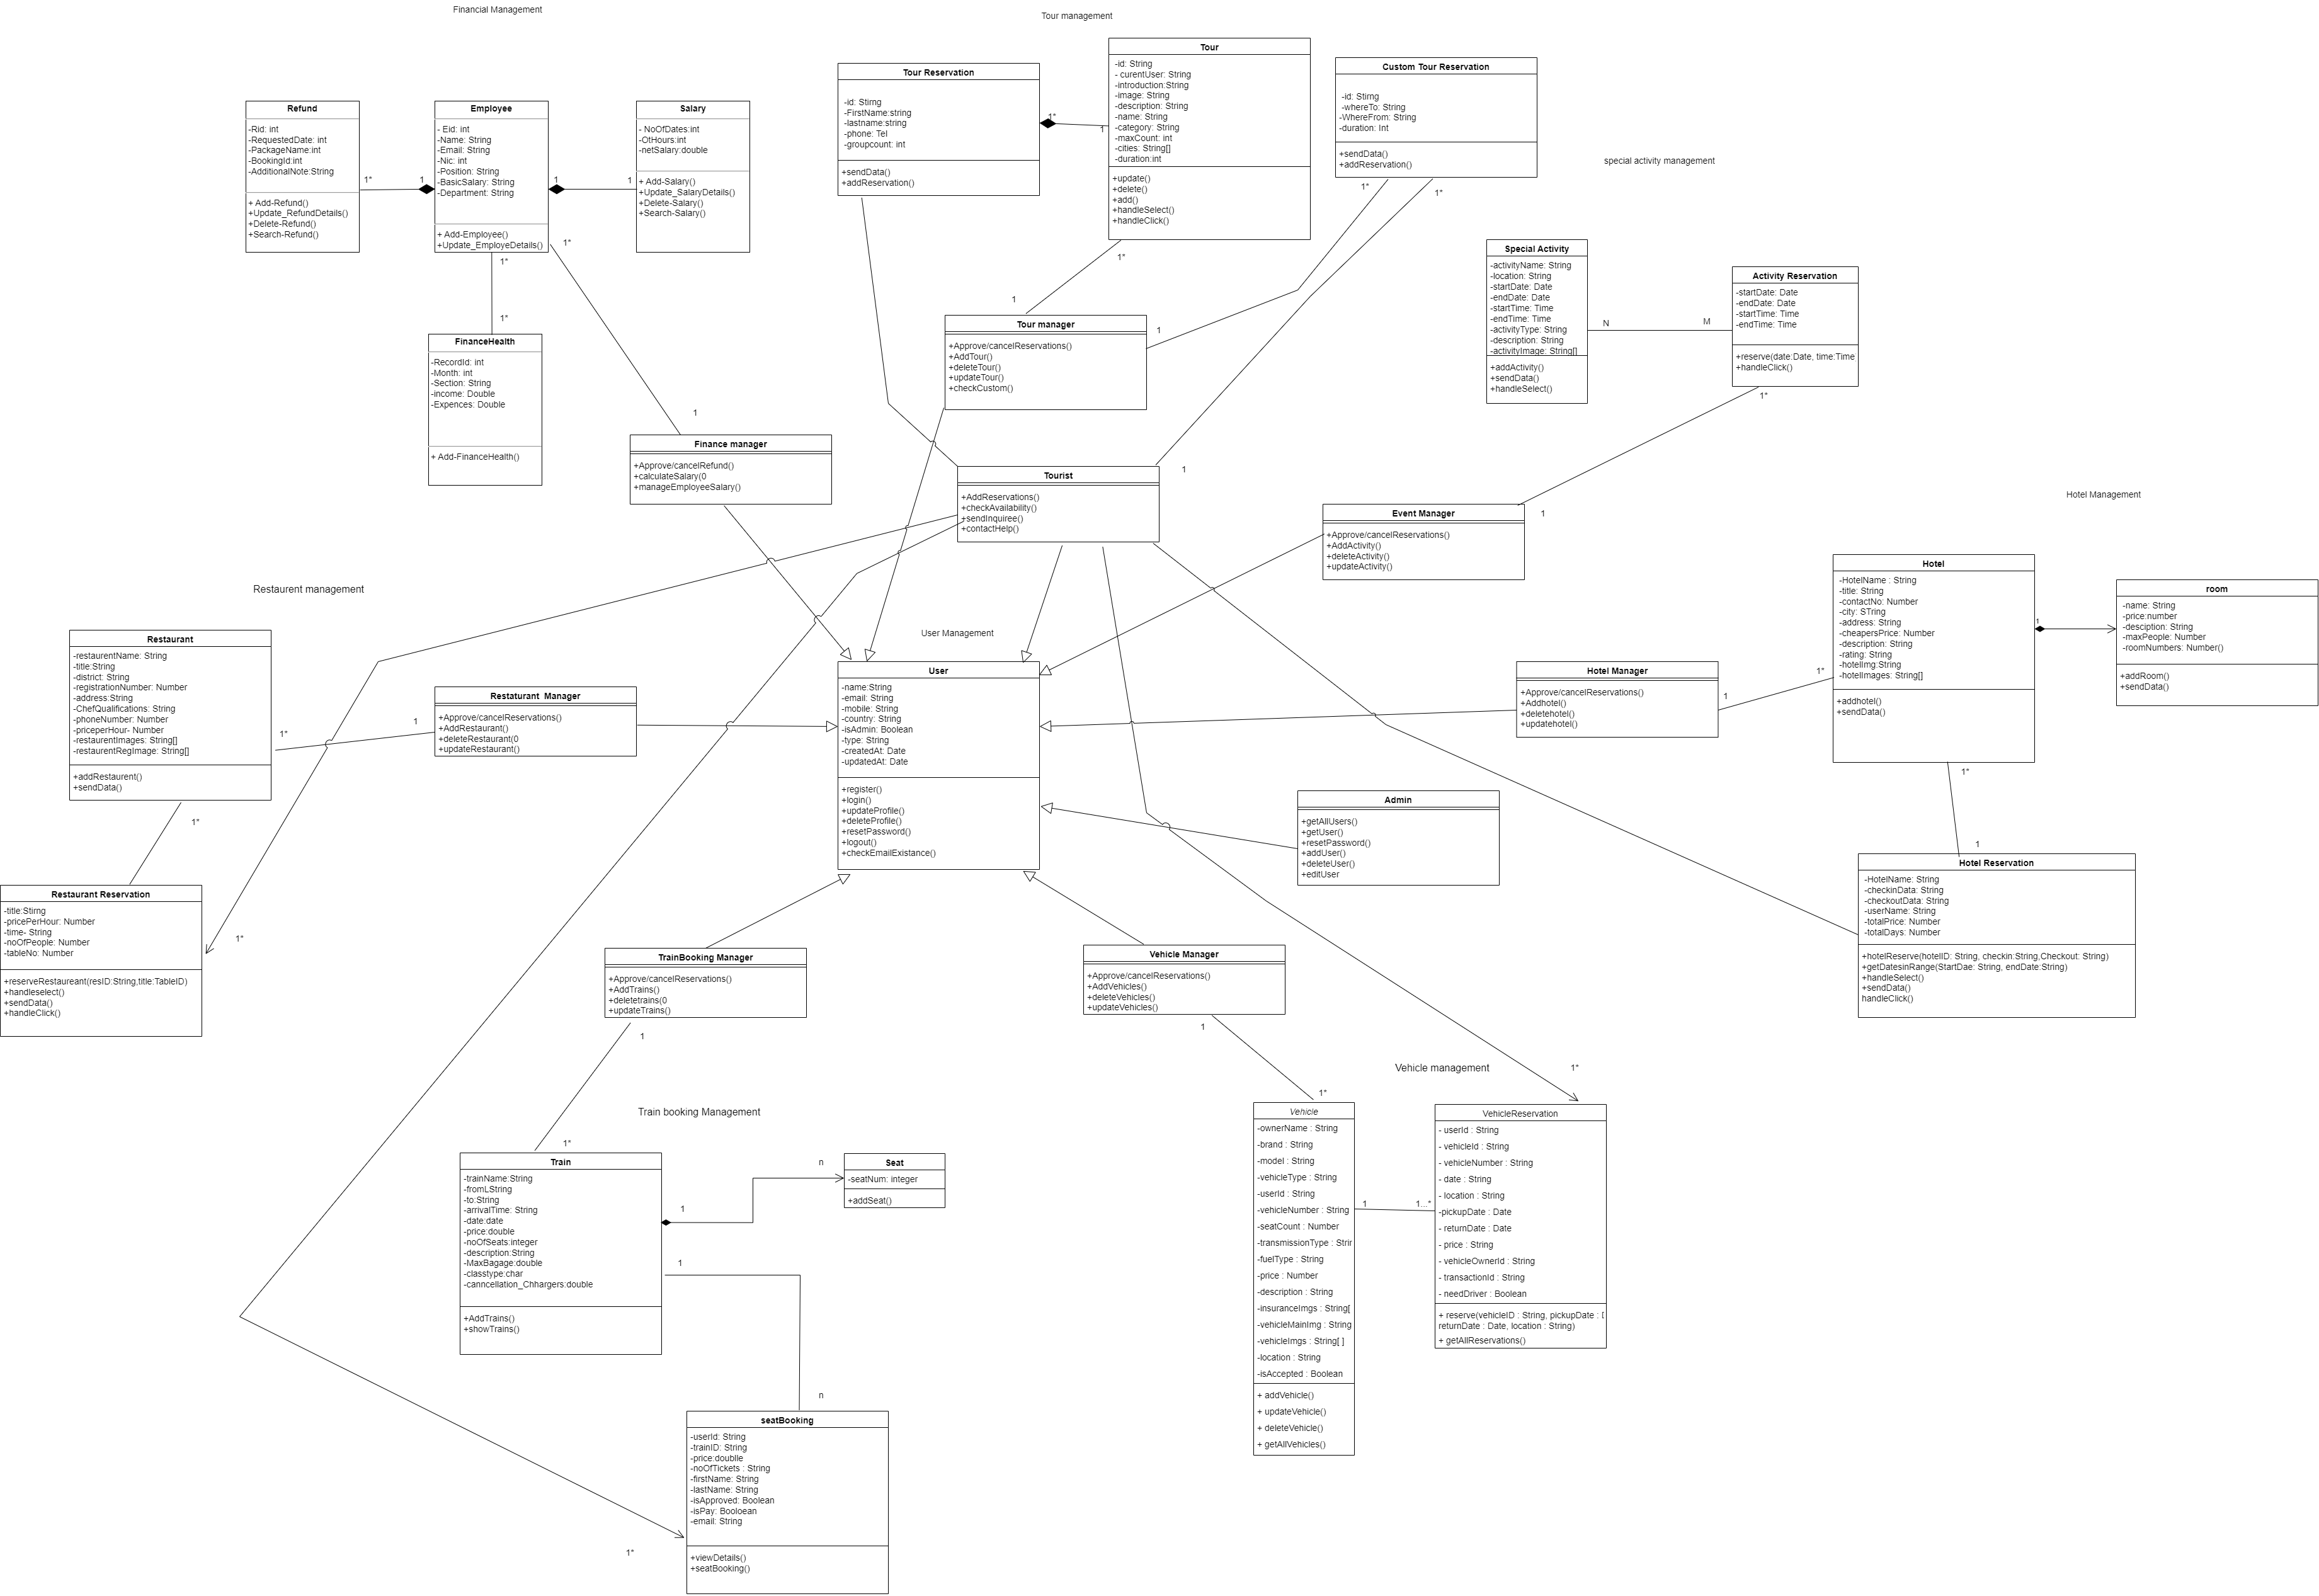 Financial Management
Tour management
special activity management
Refund
-Rid: int
-RequestedDate: int
-PackageName:int
-BookingId:int
-AdditionalNote:String
+ Add-Refund()
+Update_RefundDetails()
+Delete-Refund()
+Search-Refund()
1*
1
Employee
- Eid: int
-Name: String
-Email: String
-Nic: int
-Position: String
-BasicSalary: String
-Department: String
+ Add-Employee()
+Update_EmployeDetails()
1
1
Salary
- NoOfDates:int
-OtHours:int
-netSalary:double
+ Add-Salary()
+Update_SalaryDetails()
+Delete-Salary()
+Search-Salary()
1*
1*
1*
1
FinanceHealth
-RecordId: int
-Month: int
-Section: String
-income: Double
-Expences: Double
+ Add-FinanceHealth()
Finance manager
+Approve/cancelRefund()
+calculateSalary(0
+manageEmployeeSalary()
Tour Reservation
-id: Stirng
-FirstName:string
-lastname:string
-phone: Tel
-groupcount: int
+sendData()
+addReservation()
1*
1
Tour
-id: String
- curentUser: String
-introduction:String
-image: String
-description: String
-name: String
-category: String
-maxCount: int
-cities: String[]
-duration:int
+update()
+delete()
+add()
+handleSelect()
+handleClick()
Custom Tour Reservation
-id: Stirng
-whereTo: String
-WhereFrom: String
-duration: Int
+sendData()
+addReservation()
1*
1*
1*
1
1
Tour manager
+Approve/cancelReservations()
+AddTour()
+deleteTour()
+updateTour()
+checkCustom()
Special Activity
-activityName: String
-location: String
-startDate: Date
-endDate: Date
-startTime: Time
-endTime: Time
-activityType: String
-description: String
-activityImage: String[]
+addActivity()
+sendData()
+handleSelect()
N
M
Activity Reservation
-startDate: Date
-endDate: Date
-startTime: Time
-endTime: Time
+reserve(date:Date, time:Time
+handleClick()
1*
1
Tourist
+AddReservations()
+checkAvailability()
+sendInquiree()
+contactHelp()
1
Event Manager
+Approve/cancelReservations()
+AddActivity()
+deleteActivity()
+updateActivity()
Hotel Management
Hotel
-HotelName : String
-title: String
-contactNo: Number
-city: STring
-address: String
-cheapersPrice: Number
-description: String
-rating: String
-hotelImg:String
-hotelImages: String[]
+addhotel()
+sendData()
1
room
-name: String
-price:number
-desciption: String
-maxPeople: Number
-roomNumbers: Number()
+addRoom()
+sendData()
Restaurent management
User Management
Restaurant
-restaurentName: String
-title:String
-district: String
-registrationNumber: Number
-address:String
-ChefQualifications: String
-phoneNumber: Number
-priceperHour- Number
-restaurentImages: String[]
-restaurentRegImage: String[]
+addRestaurent()
+sendData()
1*
1
Restaturant  Manager
+Approve/cancelReservations()
+AddRestaurant()
+deleteRestaurant(0
+updateRestaurant()
User
-name:String
-email: String
-mobile: String
-country: String
-isAdmin: Boolean
-type: String
-createdAt: Date
-updatedAt: Date
+register()
+login()
+updateProfile()
+deleteProfile()
+resetPassword()
+logout()
+checkEmailExistance()
Hotel Manager
+Approve/cancelReservations()
+Addhotel()
+deletehotel()
+updatehotel()
1
1*
Admin
+getAllUsers()
+getUser()
+resetPassword()
+addUser()
+deleteUser()
+editUser
1*
1
Hotel Reservation
-HotelName: String
-checkinData: String
-checkoutData: String
-userName: String
-totalPrice: Number
-totalDays: Number
+hotelReserve(hotelID: String, checkin:String,Checkout: String)
+getDatesinRange(StartDae: String, endDate:String)
+handleSelect()
+sendData()
handleClick()
1*
Restaurant Reservation
-title:Stirng
-pricePerHour: Number
-time- String
-noOfPeople: Number
-tableNo: Number
+reserveRestaureant(resID:String,title:TableID)
+handleselect()
+sendData()
+handleClick()
1*
TrainBooking Manager
+Approve/cancelReservations()
+AddTrains()
+deletetrains(0
+updateTrains()
1
Vehicle Manager
+Approve/cancelReservations()
+AddVehicles()
+deleteVehicles()
+updateVehicles()
1
Vehicle management
1*
1*
Train booking Management
1*
Train
-trainName:String
-fromLString
-to:String
-arrivalTime: String
-date:date
-price:double
-noOfSeats:integer
-description:String
-MaxBagage:double
-classtype:char
-canncellation_Chhargers:double
+AddTrains()
+showTrains()
1
n
Seat
-seatNum: integer
+addSeat()
1
n
Vehicle
-ownerName : String
-brand : String
-model : String
-vehicleType : String
-userId : String
-vehicleNumber : String
-seatCount : Number
-transmissionType : Strir
-fuelType : String
-price : Number
-description : String
-insuranceImgs : String[
-vehicleMainImg : String
-vehicleImgs : String[ ]
-location : String
-isAccepted : Boolean
+ addVehicle()
+ updateVehicle()
+ deleteVehicle()
+ getAllVehicles()
1
1...*
VehicleReservation
- userId : String
- vehicleId : String
- vehicleNumber : String
- date : String
- location : String
-pickupDate : Date
- returnDate : Date
- price : String
- vehicleOwnerId : String
- transactionId : String
- needDriver : Boolean
+ reserve(vehicleID : String, pickupDate : [
returnDate : Date, location : String)
+ getAllReservations()
seatBooking
-userId: String
-trainID: String
-price:doublle
-noOfTickets : String
-firstName: String
-lastName: String
-isApproved: Boolean
-isPay: Booloean
-email: String
+viewDetails()
+seatBooking()
1*